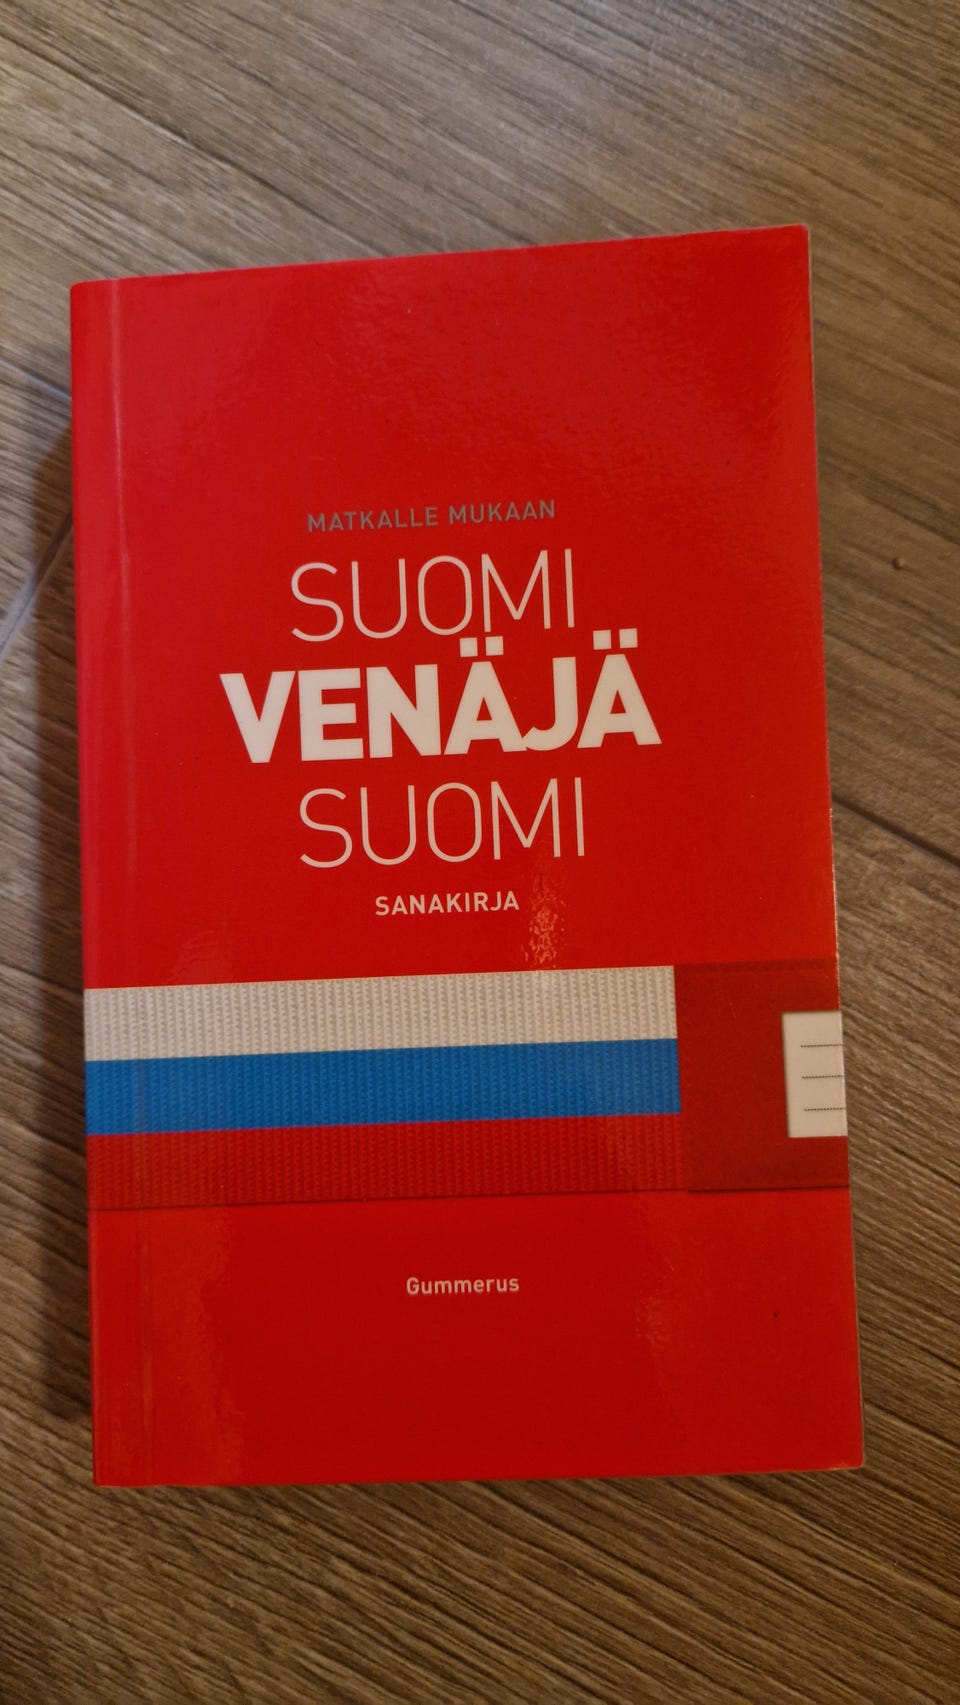 MATKALLE MUKAAN
SUOMI
VENÄJÄ
SUOMI
SANAKIRJA
Gummerus